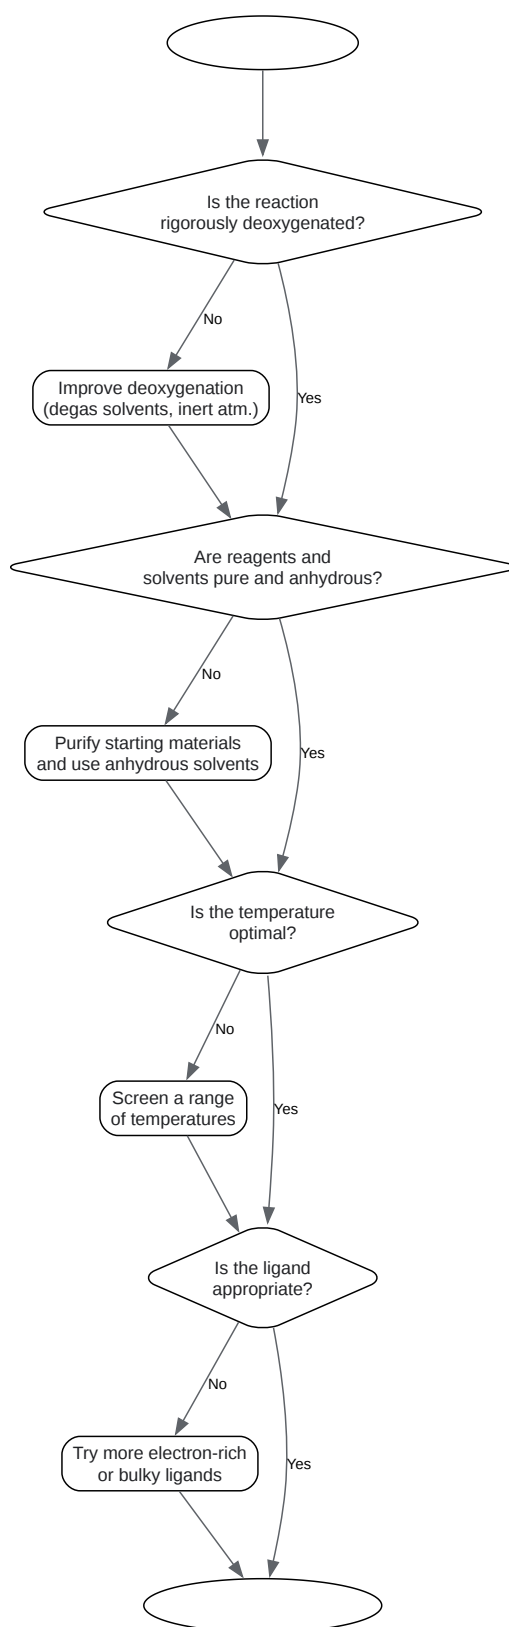 Is the reaction
rigorously deoxygenated?
No
Improve deoxygenation
(degas solvents, inert atm.)
Yes
Are reagents and
solvents pure and anhydrous?
No
Purify starting materials
and use anhydrous solvents
Yes
Is the temperature
optimal?
No
Screen a range
of temperatures
Yes
Is the ligand
appropriate?
No
Try more electron-rich
or bulky ligands
Yes